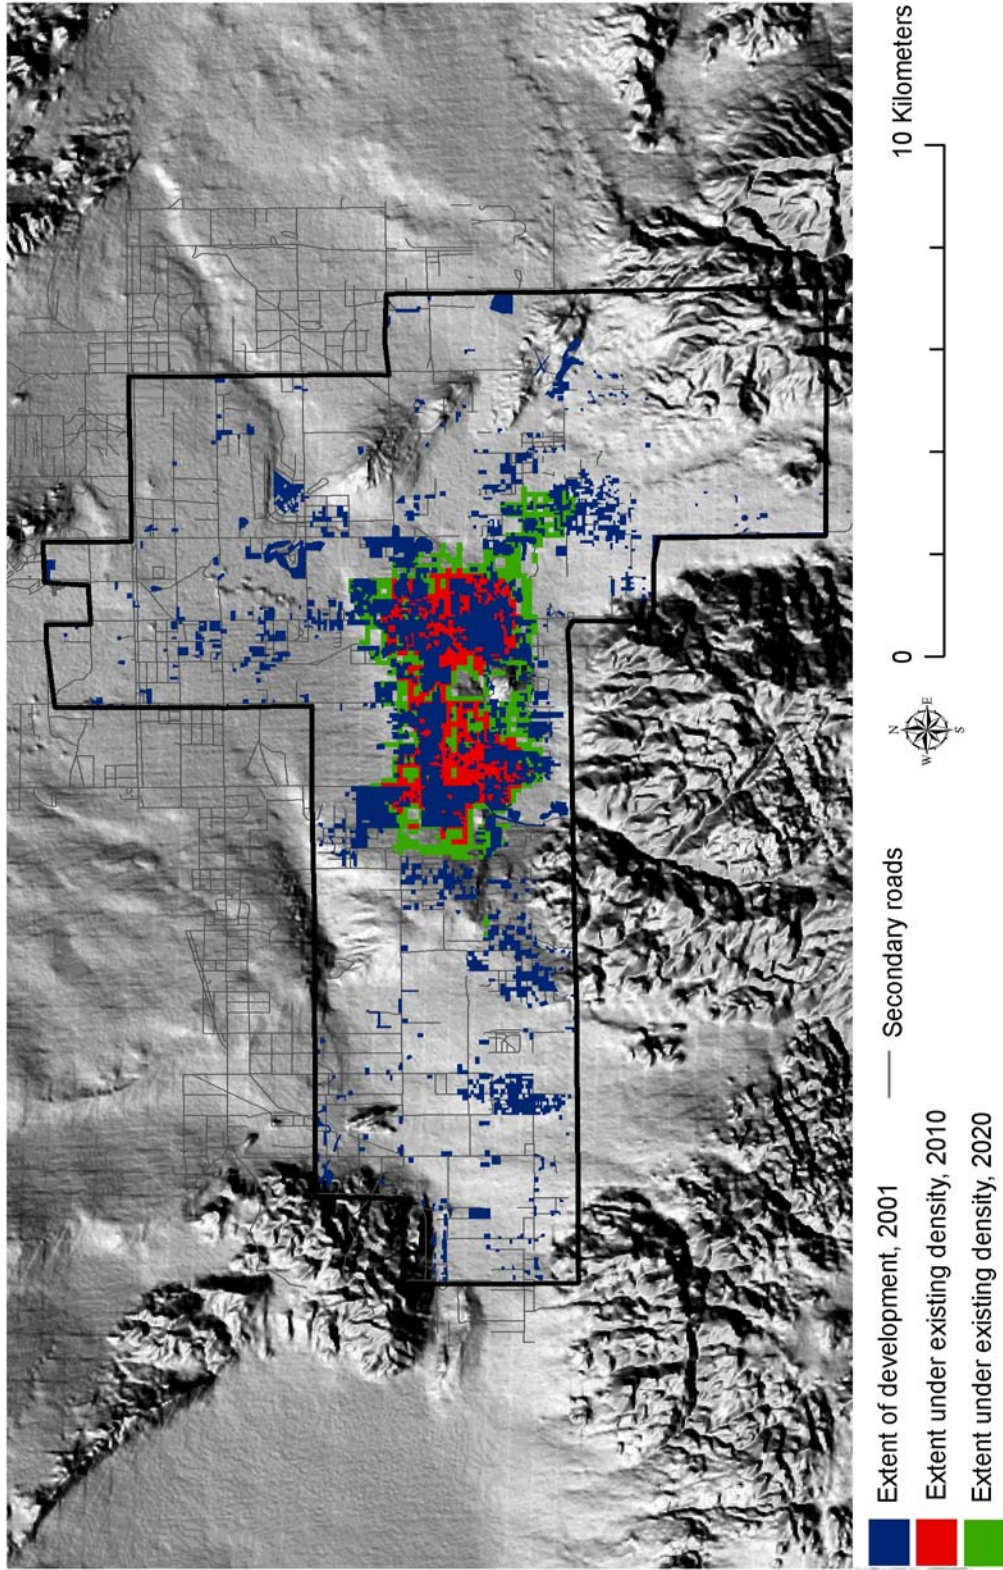 Extent of development, 2001
Extent under existing density, 2010
Extent under existing density, 2020
Secondary roads
N
W
E
S
0
10 Kilometers